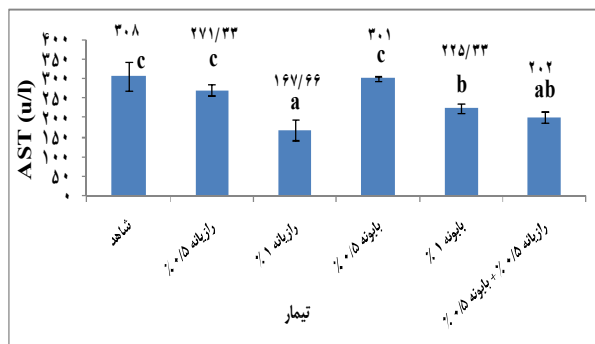 AST (u/l)
۴۰۰
۳۵۰
۳۰۰
۲۵۰
۲۰۰
۱۵۰
۱۰۰
۵۰
۰
۳۰۸
۲۷۱/۳۳
۱۶۷/۶۶
۳۰۱
۲۲۵/۳۳
۲۰۲
c
c
a
c
b
ab
شاهد
رازیانه ۰/۵ %
رازیانه ۱ %
بابونه ۰/۵ %
بابونه ۱ %
رازیانه ۰/۵ % + بابونه ۰/۵ %
تیمار